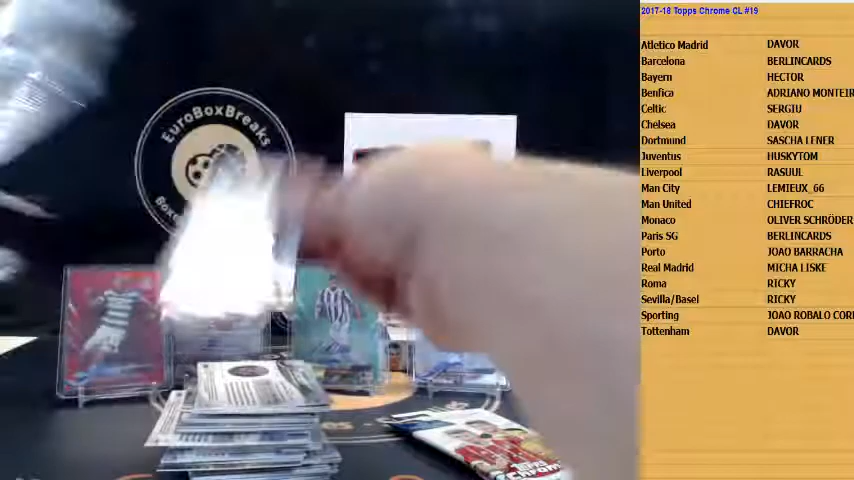 2017-18 Topps Chrome CL #19
Atletico Madrid DAVOR
Barcelona BERLINCARDS
Bayern HECTOR
Benfica ADRIANO MONTEIR
Celtic SERGIU
Chelsea DAVOR
Dortmund SASCHA LENER
Juventus HUSKYTOM
Liverpool RASUUL
Man City LEMIEUX_66
Man United CHIEFROC
Monaco OLIVER SCHRÖDER
Paris SG BERLINCARDS
Porto JOAO BARRACHA
Real Madrid MICHA LISKE
Roma RICKY
Sevilla/Basel RICKY
Sporting JOAO ROBALO CORI
Tottenham DAVOR
EuroBoxBreaks
Topps
Chrome